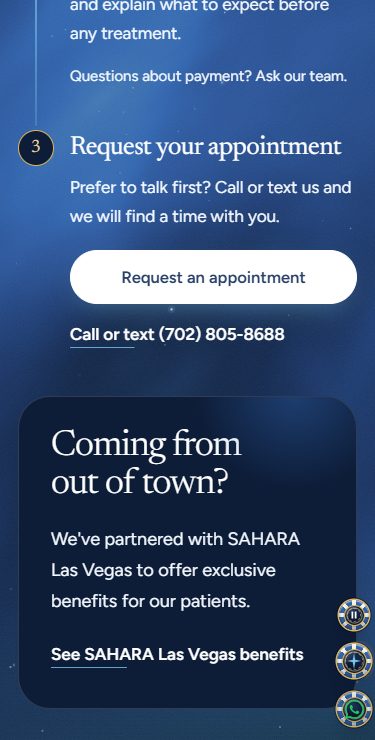 and explain what to expect before
any treatment.
Questions about payment? Ask our team.
3
Request your appointment
Prefer to talk first? Call or text us and
we will find a time with you.
Request an appointment
Call or text (702) 805-8688
Coming from
out of town?
We've partnered with SAHARA
Las Vegas to offer exclusive
benefits for our patients.
See SAHARA Las Vegas benefits